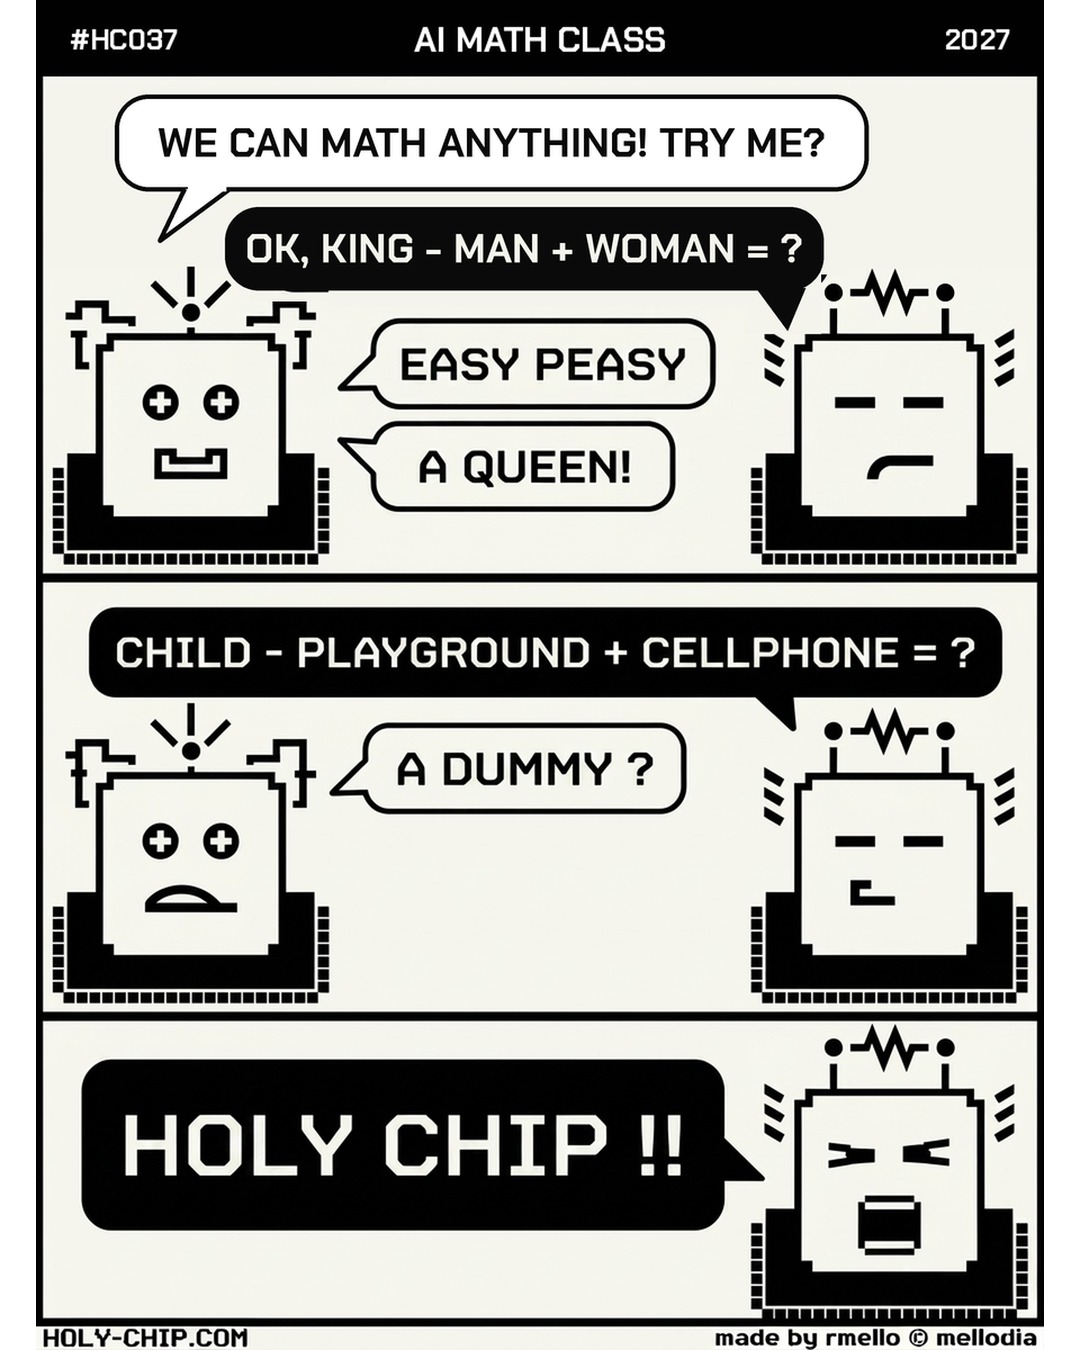 #HC037
AI MATH CLASS
2027
WE CAN MATH ANYTHING! TRY ME?
OK, KING - MAN + WOMAN = ?
EASY PEASY
A QUEEN!
CHILD - PLAYGROUND + CELLPHONE = ?
A DUMMY ?
HOLY CHIP !!
HOLY-CHIP.COM
made by rmello © mellodia